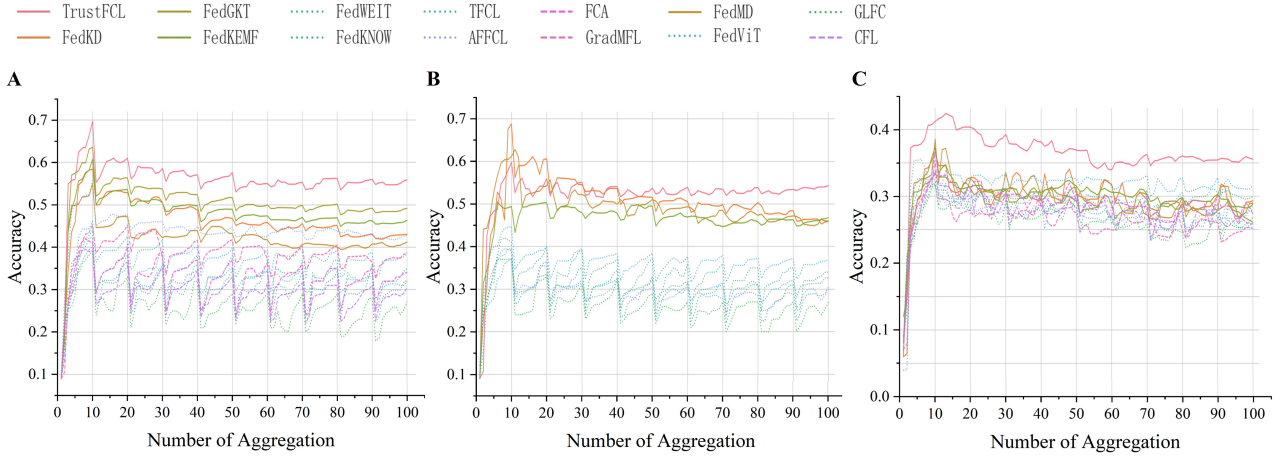 TrustFCL FedGKT FedWEIT TFCL FCA FedMD GLFC
FedKD FedKEMF FedKNOW AFFCL GradMFL FedViT CFL
A B C
0.7
0.6
0.5
0.4
0.3
0.2
0.1
Accuracy
0 10 20 30 40 50 60 70 80 90 100
Number of Aggregation
0.7
0.6
0.5
0.4
0.3
0.2
0.1
Accuracy
0 10 20 30 40 50 60 70 80 90 100
Number of Aggregation
0.4
0.3
0.2
0.1
0.0
Accuracy
0 10 20 30 40 50 60 70 80 90 100
Number of Aggregation